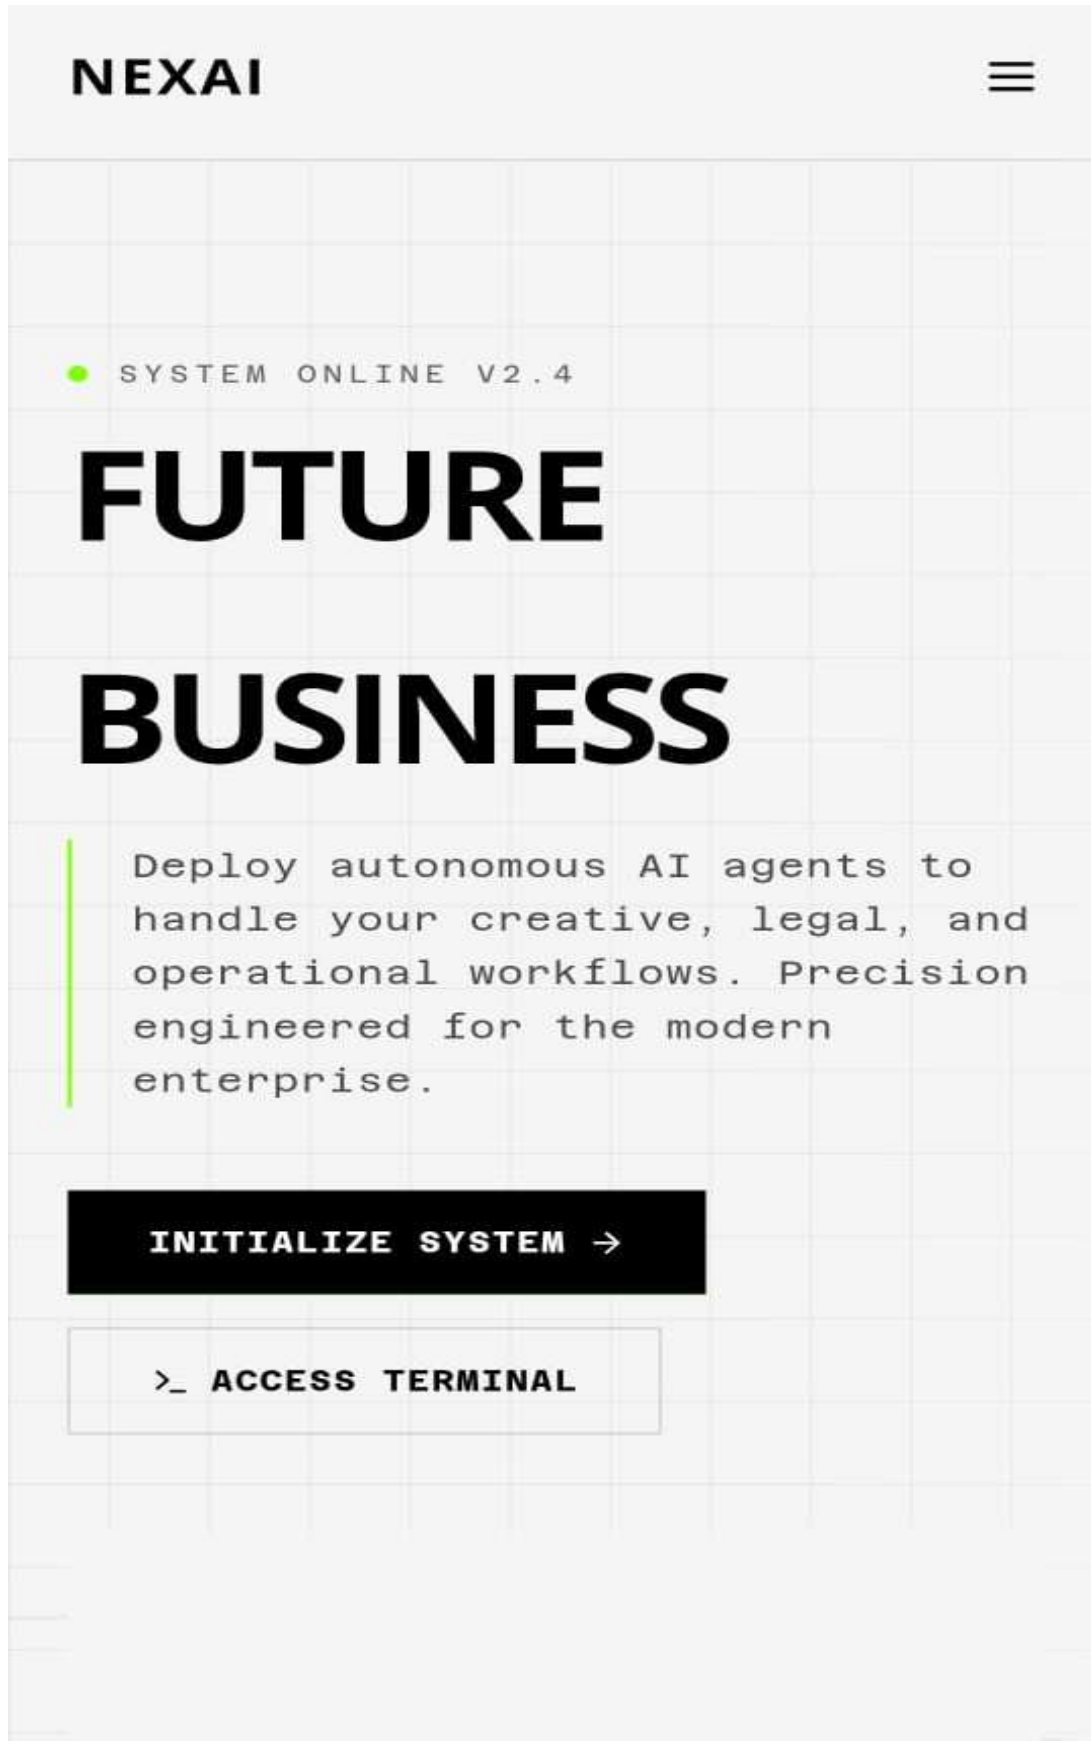 NEXAI
SYSTEM ONLINE V2.4
FUTURE
BUSINESS
Deploy autonomous AI agents to
handle your creative, legal, and
operational workflows. Precision
engineered for the modern
enterprise.
INITIALIZE SYSTEM →
>_ ACCESS TERMINAL